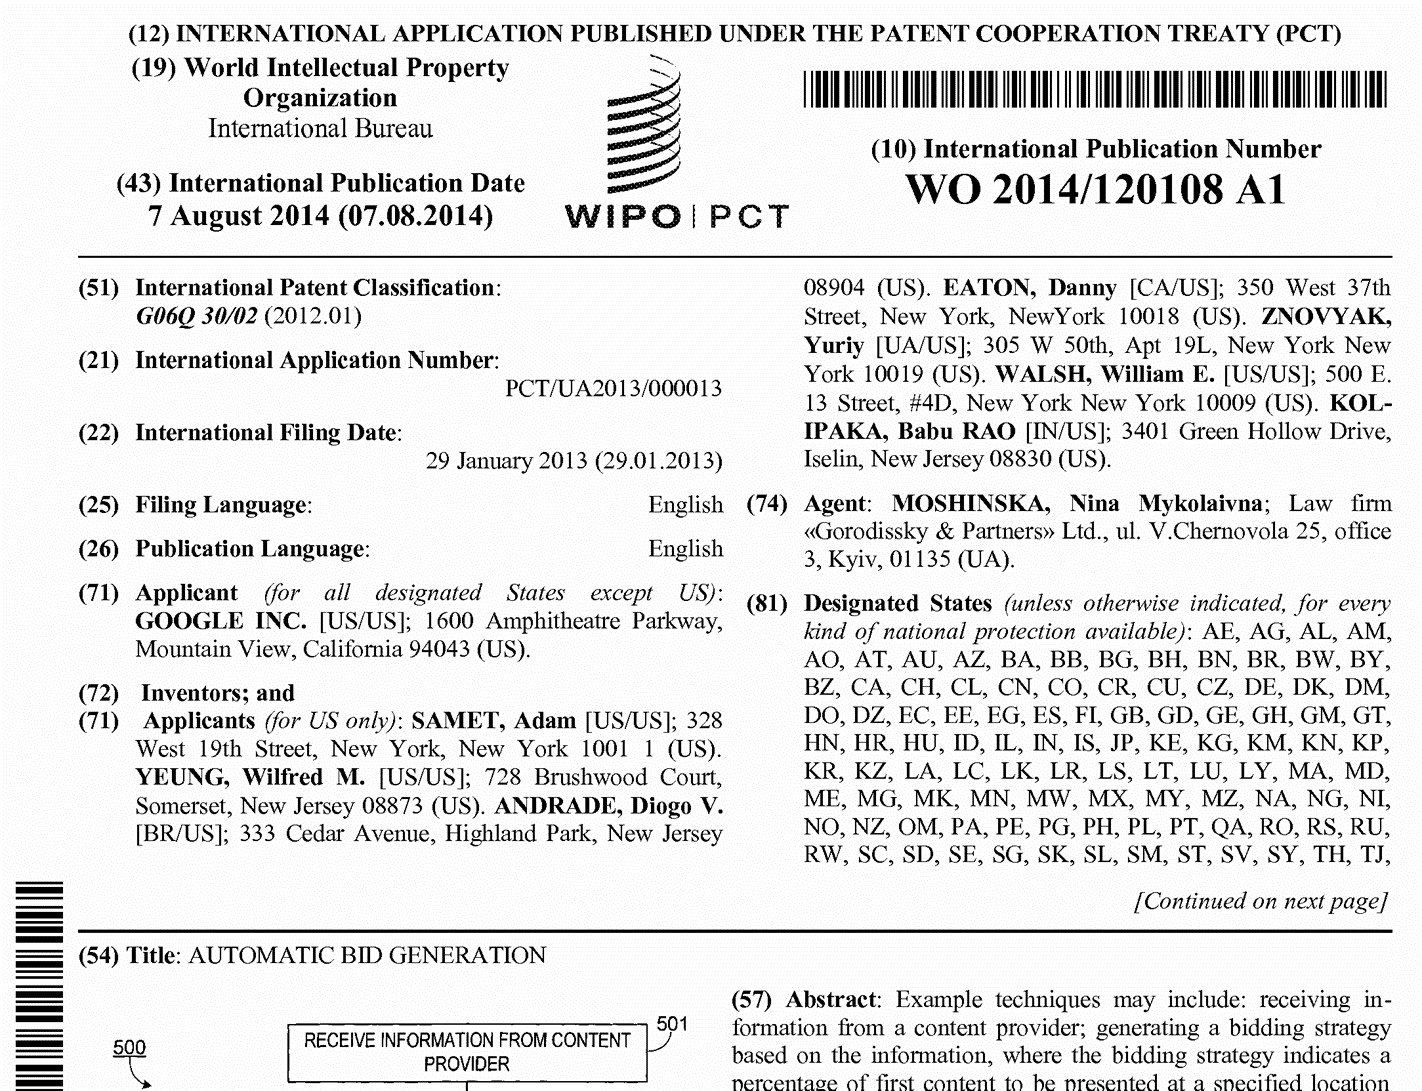 (12) INTERNATIONAL APPLICATION PUBLISHED UNDER THE PATENT COOPERATION TREATY (PCT)
(19) World Intellectual Property
Organization
International Bureau
(43) International Publication Date
7 August 2014 (07.08.2014)
WIPO | PCT
(10) International Publication Number
WO 2014/120108 A1
(51) International Patent Classification:
G06Q 30/02 (2012.01)
(21) International Application Number:
PCT/UA2013/000013
(22) International Filing Date:
29 January 2013 (29.01.2013)
(25) Filing Language: English
(26) Publication Language: English
(71) Applicant (for all designated States except US):
GOOGLE INC. [US/US]; 1600 Amphitheatre Parkway,
Mountain View, California 94043 (US).
(72) Inventors; and
(71) Applicants (for US only): SAMET, Adam [US/US]; 328
West 19th Street, New York, New York 1001 1 (US).
YEUNG, Wilfred M. [US/US]; 728 Brushwood Court,
Somerset, New Jersey 08873 (US). ANDRADE, Diogo V.
[BR/US]; 333 Cedar Avenue, Highland Park, New Jersey
08904 (US). EATON, Danny [CA/US]; 350 West 37th
Street, New York, NewYork 10018 (US). ZNOVYAK,
Yuriy [UA/US]; 305 W 50th, Apt 19L, New York New
York 10019 (US). WALSH, William E. [US/US]; 500 E.
13 Street, #4D, New York New York 10009 (US). KOL-
IPAKA, Babu RAO [IN/US]; 3401 Green Hollow Drive,
Iselin, New Jersey 08830 (US).
(74) Agent: MOSHINSKA, Nina Mykolaivna; Law firm
«Gorodissky & Partners» Ltd., ul. V.Chernovola 25, office
3, Kyiv, 01135 (UA).
(81) Designated States (unless otherwise indicated, for every
kind of national protection available): AE, AG, AL, AM,
AO, AT, AU, AZ, BA, BB, BG, BH, BN, BR, BW, BY,
BZ, CA, CH, CL, CN, CO, CR, CU, CZ, DE, DK, DM,
DO, DZ, EC, EE, EG, ES, FI, GB, GD, GE, GH, GM, GT,
HN, HR, HU, ID, IL, IN, IS, JP, KE, KG, KM, KN, KP,
KR, KZ, LA, LC, LK, LR, LS, LT, LU, LY, MA, MD,
ME, MG, MK, MN, MW, MX, MY, MZ, NA, NG, NI,
NO, NZ, OM, PA, PE, PG, PH, PL, PT, QA, RO, RS, RU,
RW, SC, SD, SE, SG, SK, SL, SM, ST, SV, SY, TH, TJ,
[Continued on next page]
(54) Title: AUTOMATIC BID GENERATION
500
RECEIVE INFORMATION FROM CONTENT
PROVIDER
501
(57) Abstract: Example techniques may include: receiving in-
formation from a content provider; generating a bidding strategy
based on the information, where the bidding strategy indicates a
percentage of first content to be presented at a specified location